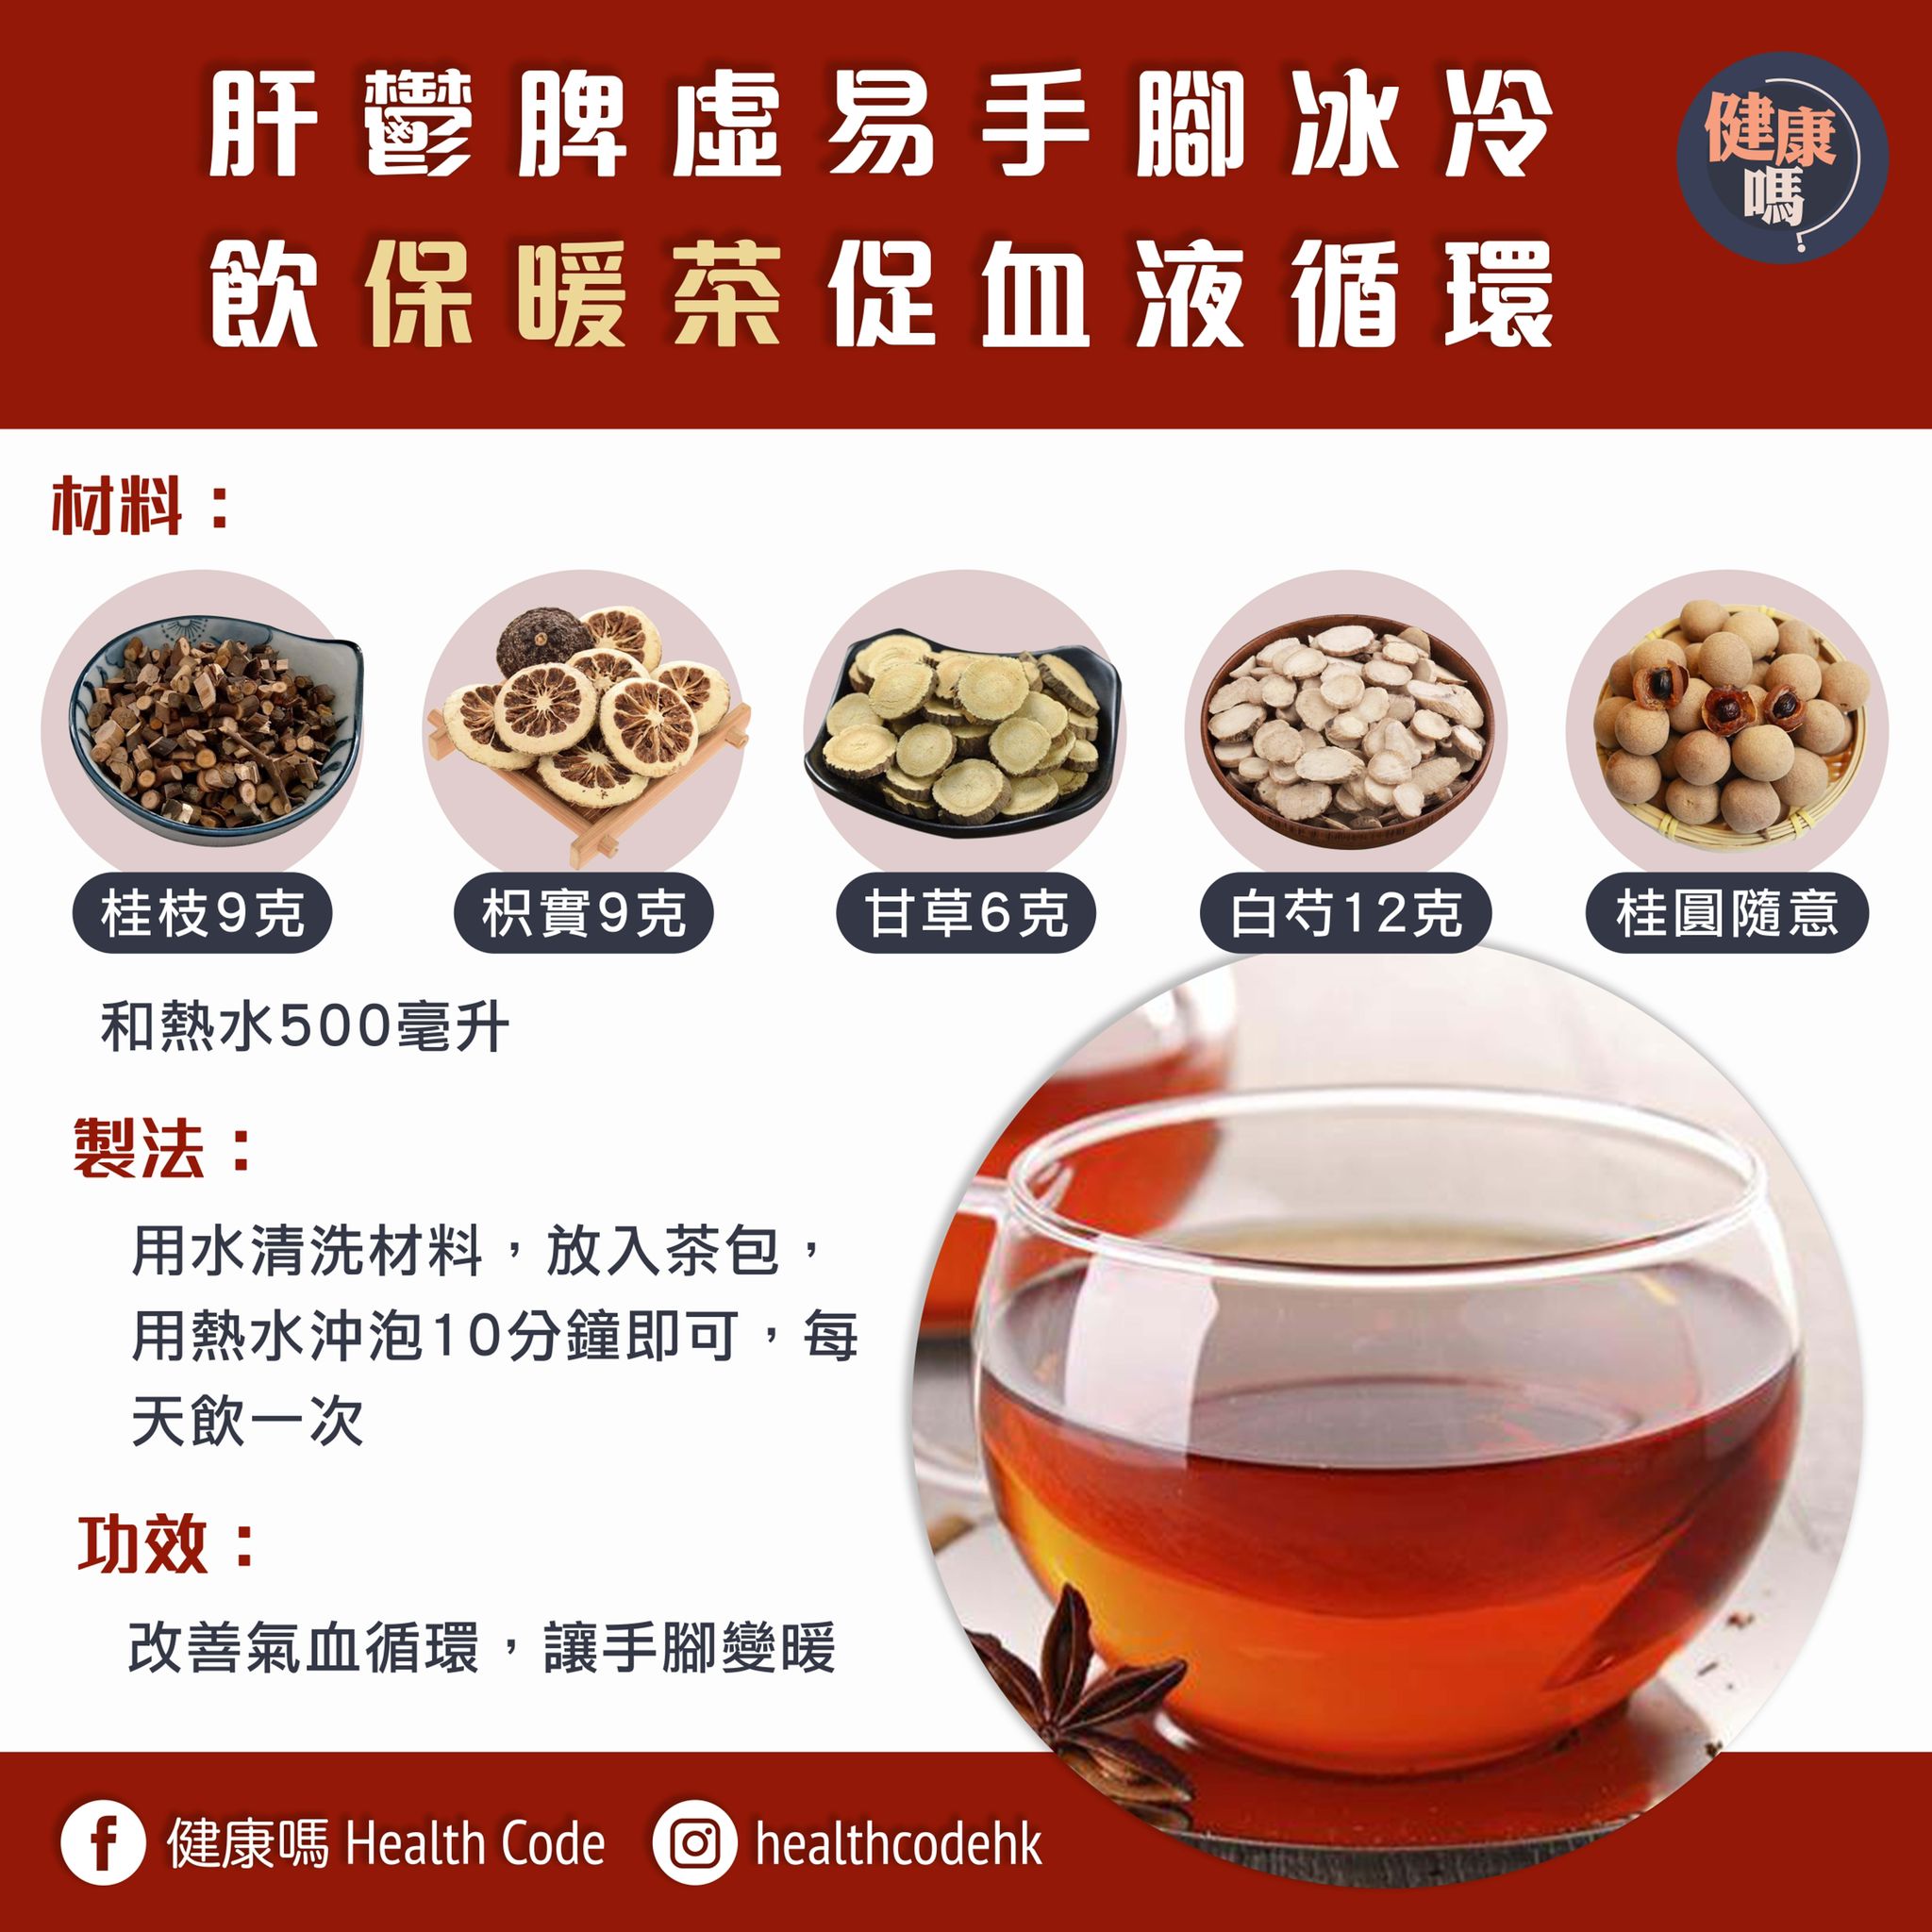 肝鬱脾虛易手腳冰冷
飲保暖茶促血液循環
健康
嗎
材料：
桂枝9克
枳實9克
甘草6克
白芍12克
桂圓隨意
和熱水500毫升
製法：
用水清洗材料，放入茶包，
用熱水沖泡10分鐘即可，每
天飲一次
功效：
改善氣血循環，讓手腳變暖
健康嗎 Health Code
healthcodehk